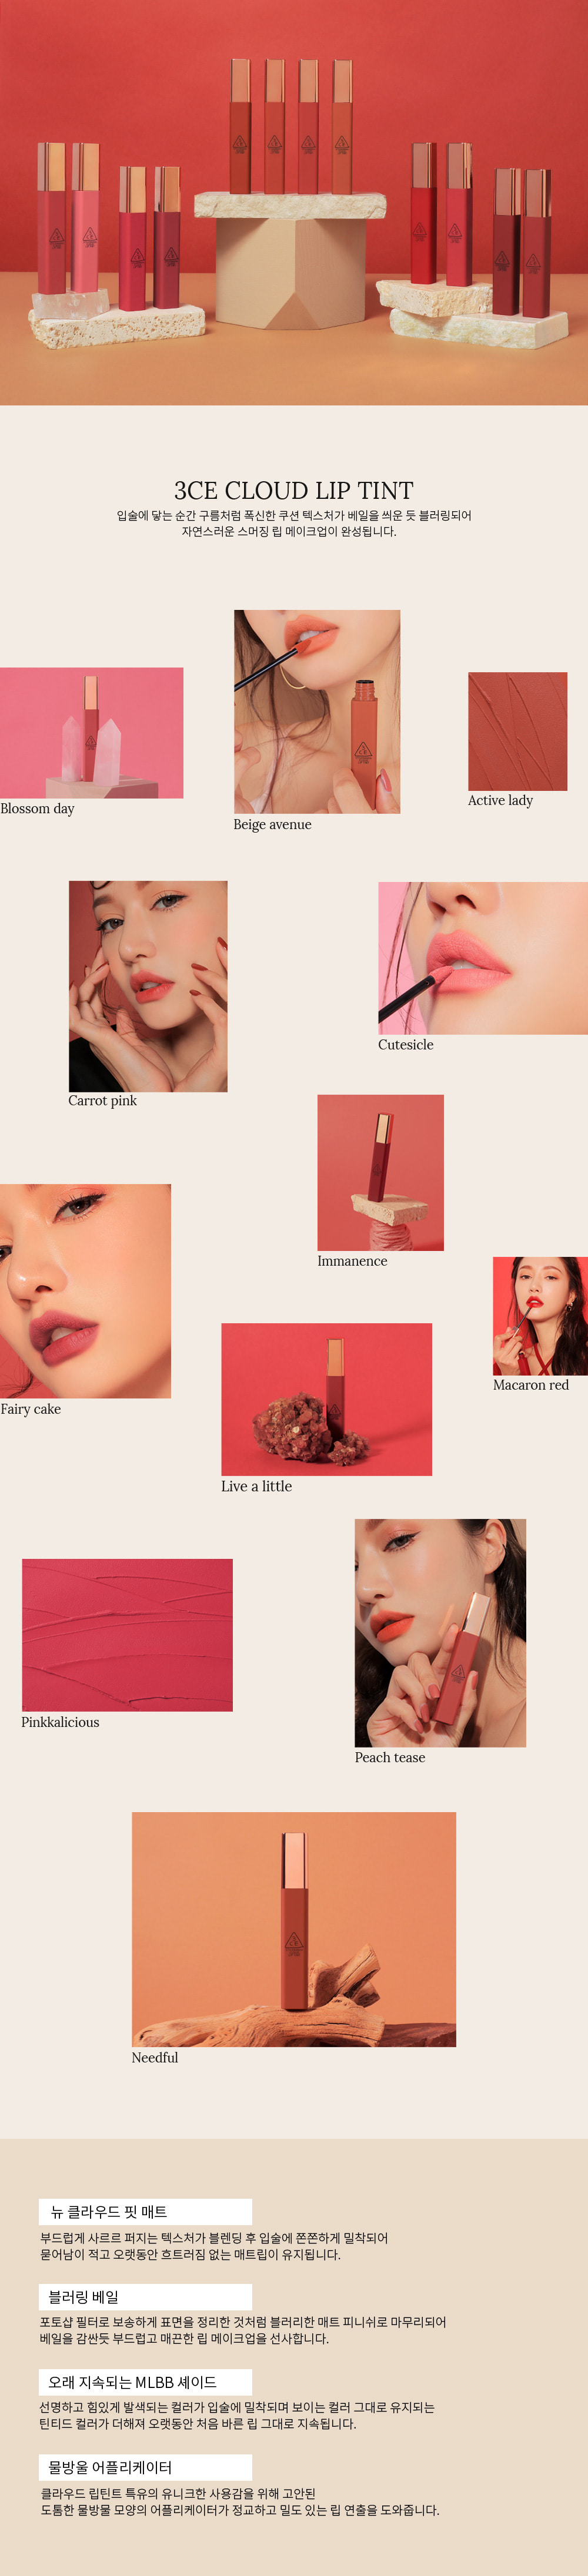 3CE CLOUD LIP TINT
입술에 닿는 순간 구름처럼 폭신한 쿠션 텍스처가 베일을 씌운 듯 블러링되어
자연스러운 스머징 립 메이크업이 완성됩니다.
Blossom day
Beige avenue
Active lady
Carrot pink
Cutesicle
Immanence
Fairy cake
Macaron red
Live a little
Pinkkalicious
Peach tease
Needful
뉴 클라우드 핏 매트
부드럽게 사르르 퍼지는 텍스처가 블렌딩 후 입술에 쫀쫀하게 밀착되어
묻어남이 적고 오랫동안 흐트러짐 없는 매트립이 유지됩니다.
블러링 베일
포토샵 필터로 보송하게 표면을 정리한 것처럼 블러리한 매트 피니쉬로 마무리되어
베일을 감싼듯 부드럽고 매끈한 립 메이크업을 선사합니다.
오래 지속되는 MLBB 셰이드
선명하고 힘있게 발색되는 컬러가 입술에 밀착되며 보이는 컬러 그대로 유지되는
틴티드 컬러가 더해져 오랫동안 처음 바른 립 그대로 지속됩니다.
물방울 어플리케이터
클라우드 립틴트 특유의 유니크한 사용감을 위해 고안된
도톰한 물방울 모양의 어플리케이터가 정교하고 밀도 있는 립 연출을 도와줍니다.